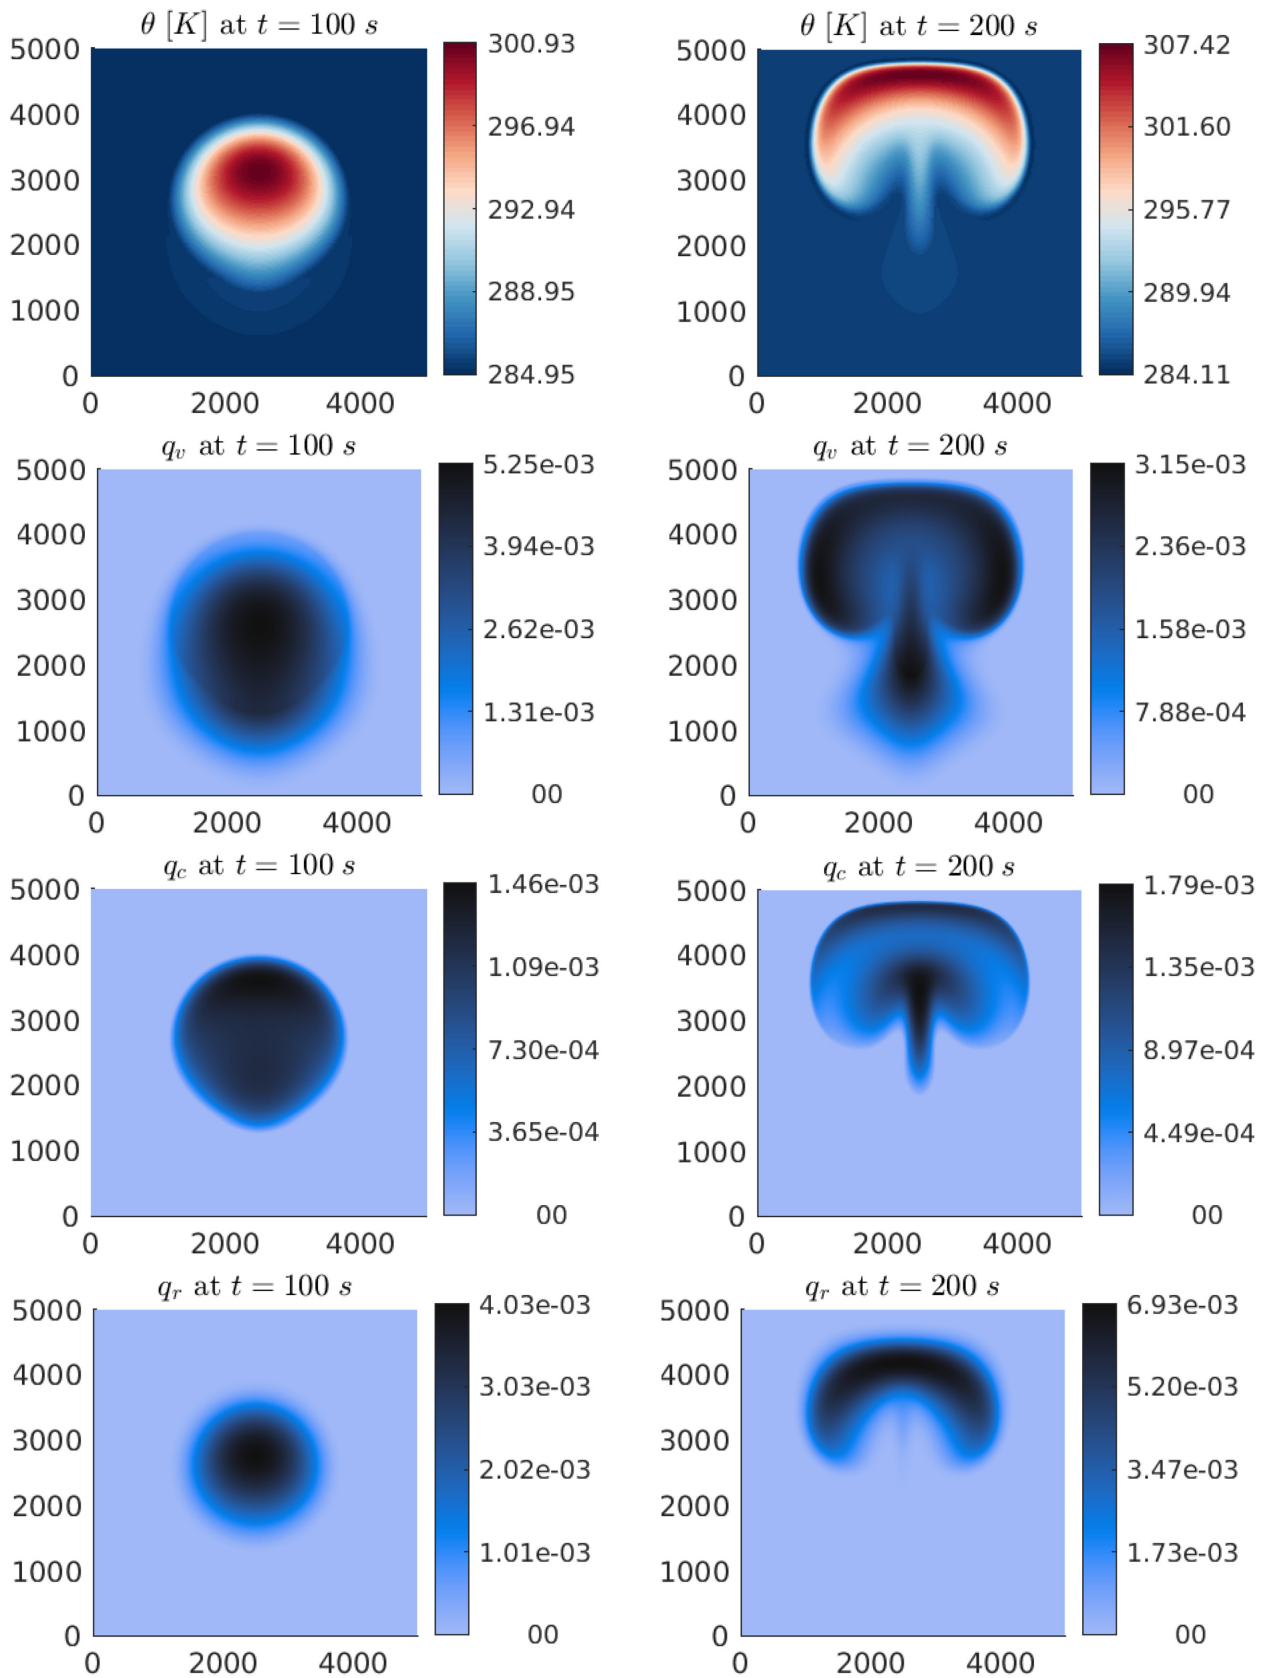 θ [K] at t = 100 s
5000
4000
3000
2000
1000
0
0 2000 4000
300.93
296.94
292.94
288.95
284.95
θ [K] at t = 200 s
5000
4000
3000
2000
1000
0
0 2000 4000
307.42
301.60
295.77
289.94
284.11
q_v at t = 100 s
5000
4000
3000
2000
1000
0
0 2000 4000
5.25e-03
3.94e-03
2.62e-03
1.31e-03
00
q_v at t = 200 s
5000
4000
3000
2000
1000
0
0 2000 4000
3.15e-03
2.36e-03
1.58e-03
7.88e-04
00
q_c at t = 100 s
5000
4000
3000
2000
1000
0
0 2000 4000
1.46e-03
1.09e-03
7.30e-04
3.65e-04
00
q_c at t = 200 s
5000
4000
3000
2000
1000
0
0 2000 4000
1.79e-03
1.35e-03
8.97e-04
4.49e-04
00
q_r at t = 100 s
5000
4000
3000
2000
1000
0
0 2000 4000
4.03e-03
3.03e-03
2.02e-03
1.01e-03
00
q_r at t = 200 s
5000
4000
3000
2000
1000
0
0 2000 4000
6.93e-03
5.20e-03
3.47e-03
1.73e-03
00